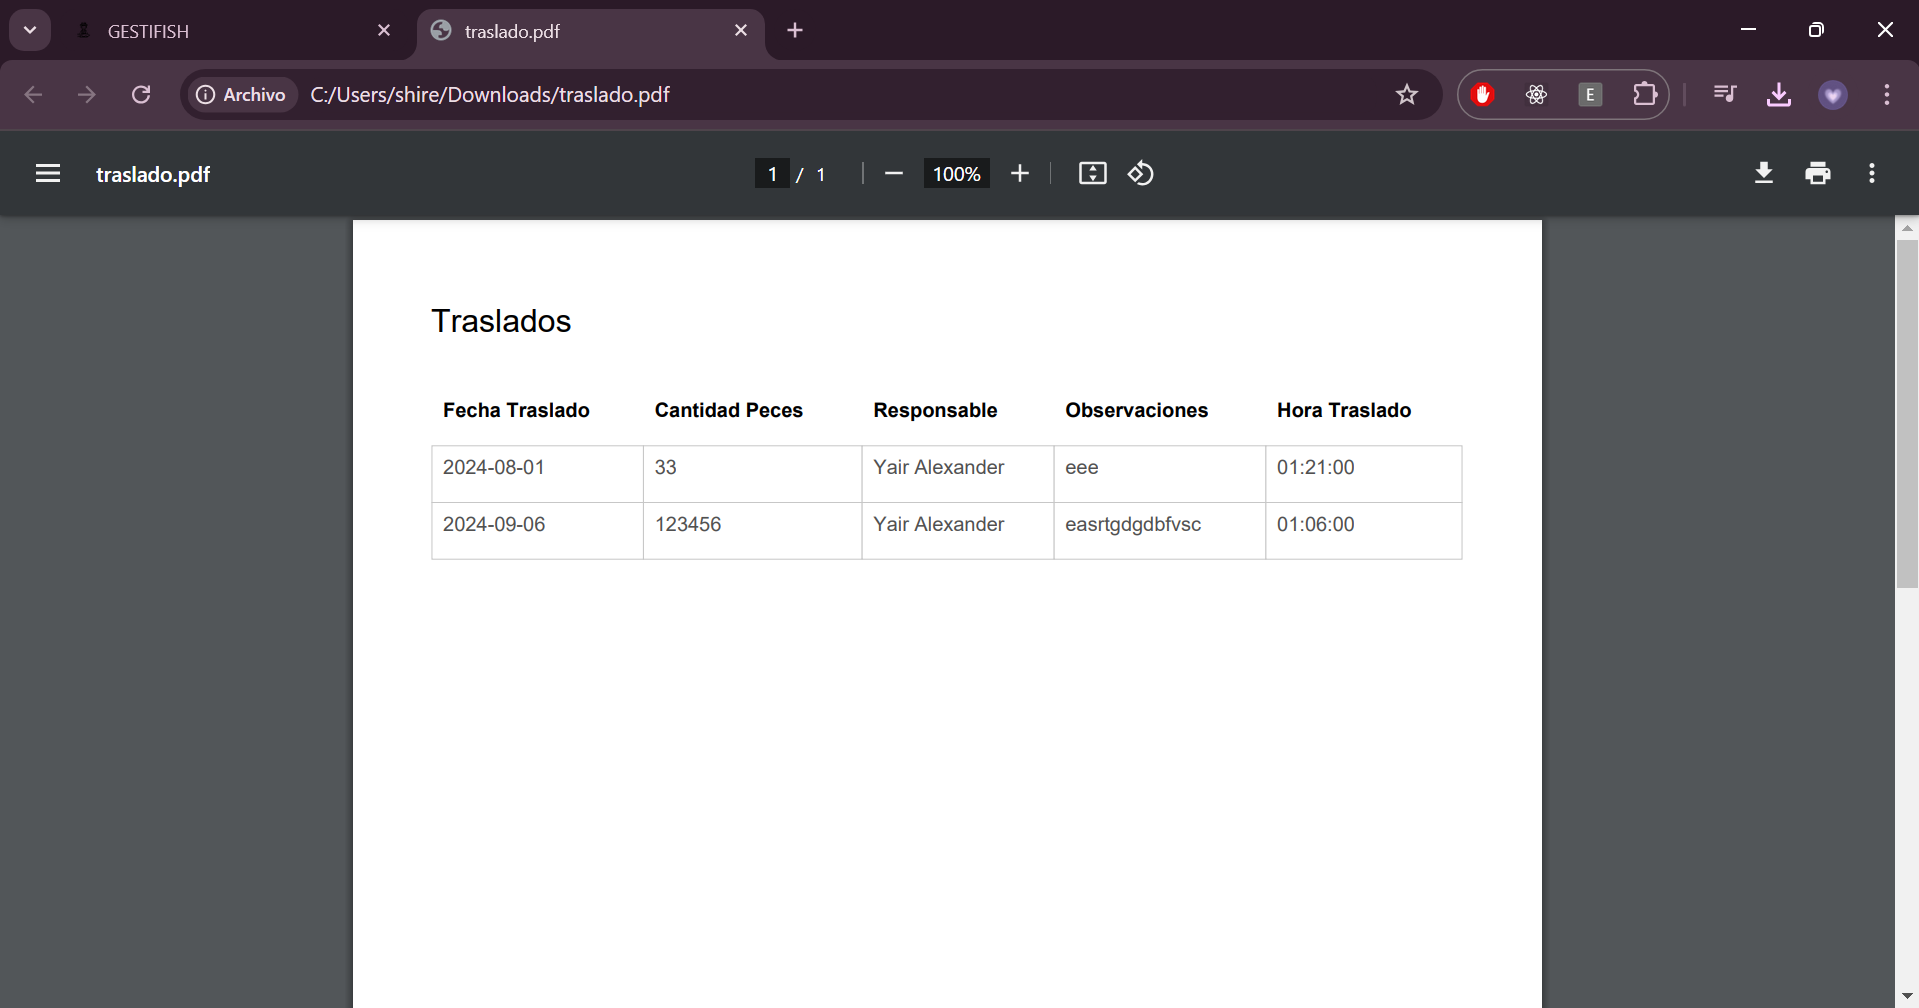 GESTIFISH
traslado.pdf
Archivo C:/Users/shire/Downloads/traslado.pdf
E
traslado.pdf 1 / 1 100%
Traslados
Fecha Traslado Cantidad Peces Responsable Observaciones Hora Traslado
2024-08-01 33 Yair Alexander eee 01:21:00
2024-09-06 123456 Yair Alexander easrtgdgdbfvsc 01:06:00